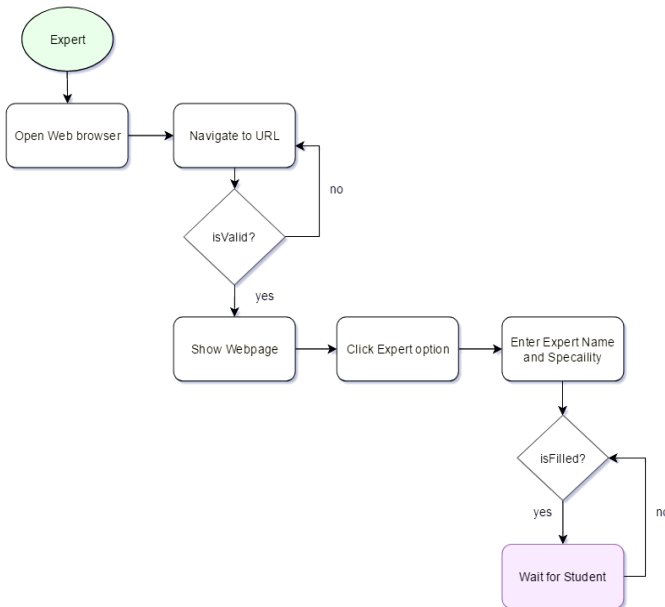 Expert
Open Web browser
Navigate to URL
no
isValid?
yes
Show Webpage
Click Expert option
Enter Expert Name
and Specaility
isFilled?
yes
no
Wait for Student